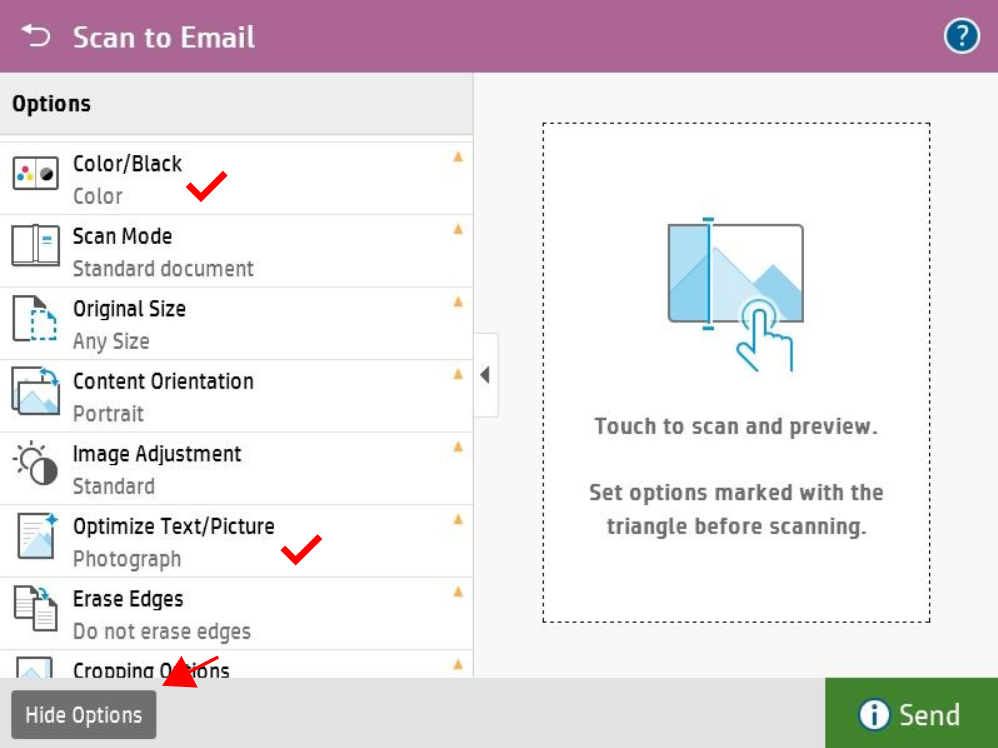 Scan to Email
?
Options
Color/Black
Color
Scan Mode
Standard document
Original Size
Any Size
Content Orientation
Portrait
Image Adjustment
Standard
Optimize Text/Picture
Photograph
Erase Edges
Do not erase edges
Cropping Options
Touch to scan and preview.
Set options marked with the
triangle before scanning.
Hide Options
i Send